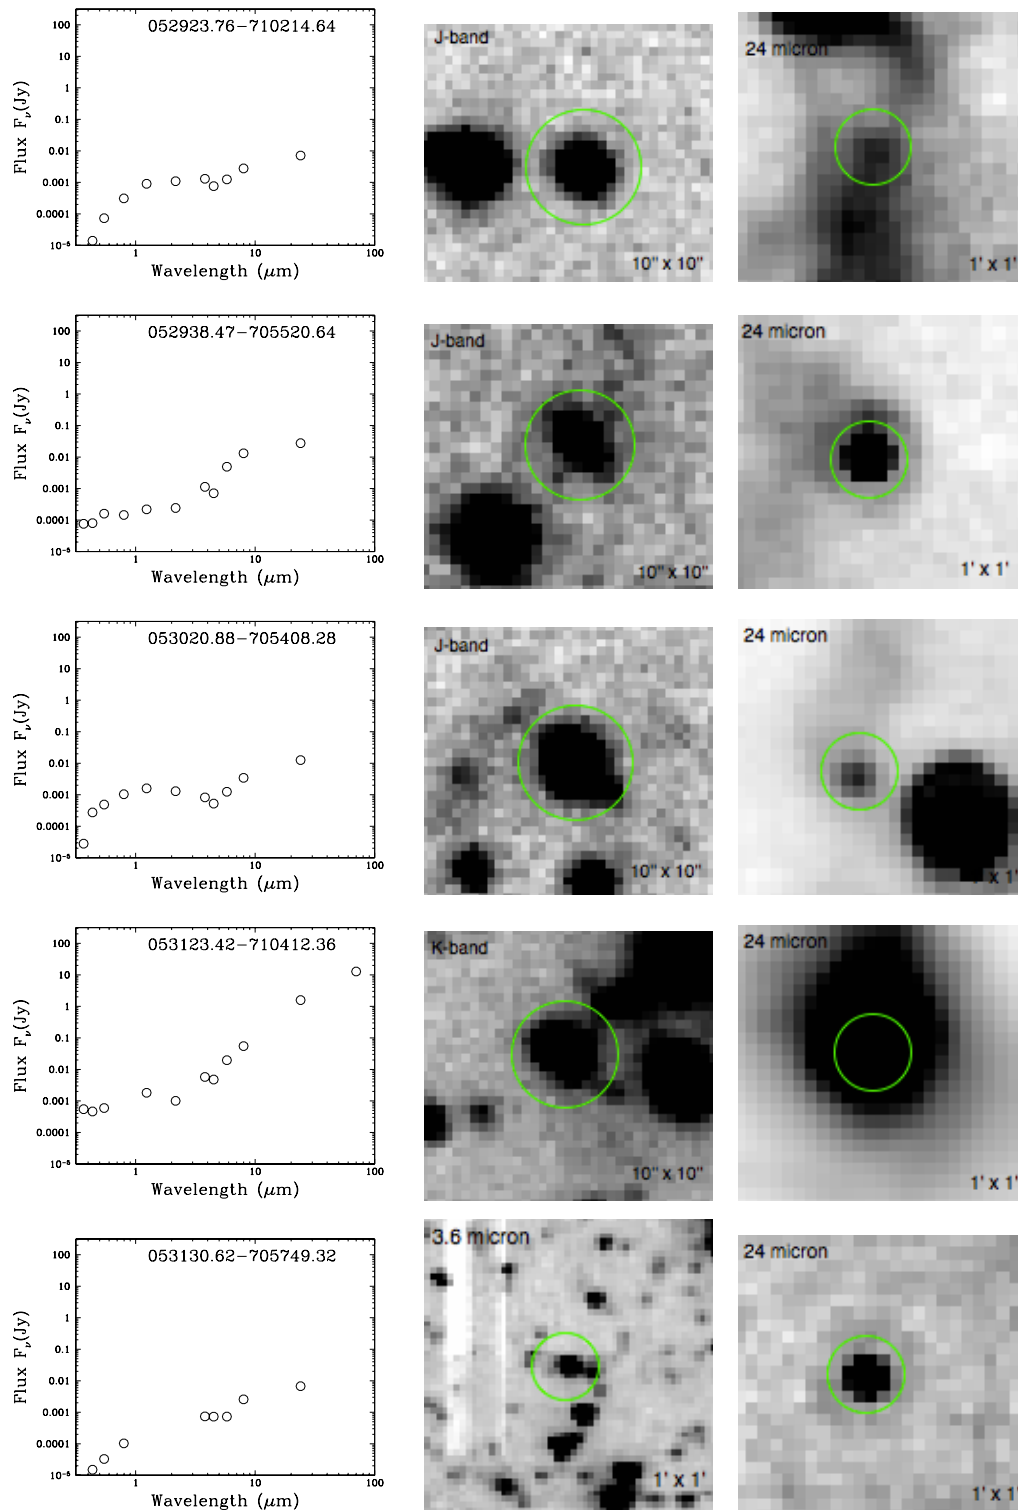 052923.76−710214.64
100
10
1
0.1
0.01
0.001
0.0001
10⁻⁵
Flux Fν(Jy)
1 10 100
Wavelength (μm)
J-band
10" x 10"
24 micron
1' x 1'
052938.47−705520.64
100
10
1
0.1
0.01
0.001
0.0001
10⁻⁵
Flux Fν(Jy)
1 10 100
Wavelength (μm)
J-band
10" x 10"
24 micron
1' x 1'
053020.88−705408.28
100
10
1
0.1
0.01
0.001
0.0001
10⁻⁵
Flux Fν(Jy)
1 10 100
Wavelength (μm)
J-band
10" x 10"
24 micron
x 1'
053123.42−710412.36
100
10
1
0.1
0.01
0.001
0.0001
10⁻⁵
Flux Fν(Jy)
1 10 100
Wavelength (μm)
K-band
10" x 10"
24 micron
1' x 1'
053130.62−705749.32
100
10
1
0.1
0.01
0.001
0.0001
10⁻⁵
Flux Fν(Jy)
1 10 100
Wavelength (μm)
3.6 micron
1' x 1'
24 micron
1' x 1'